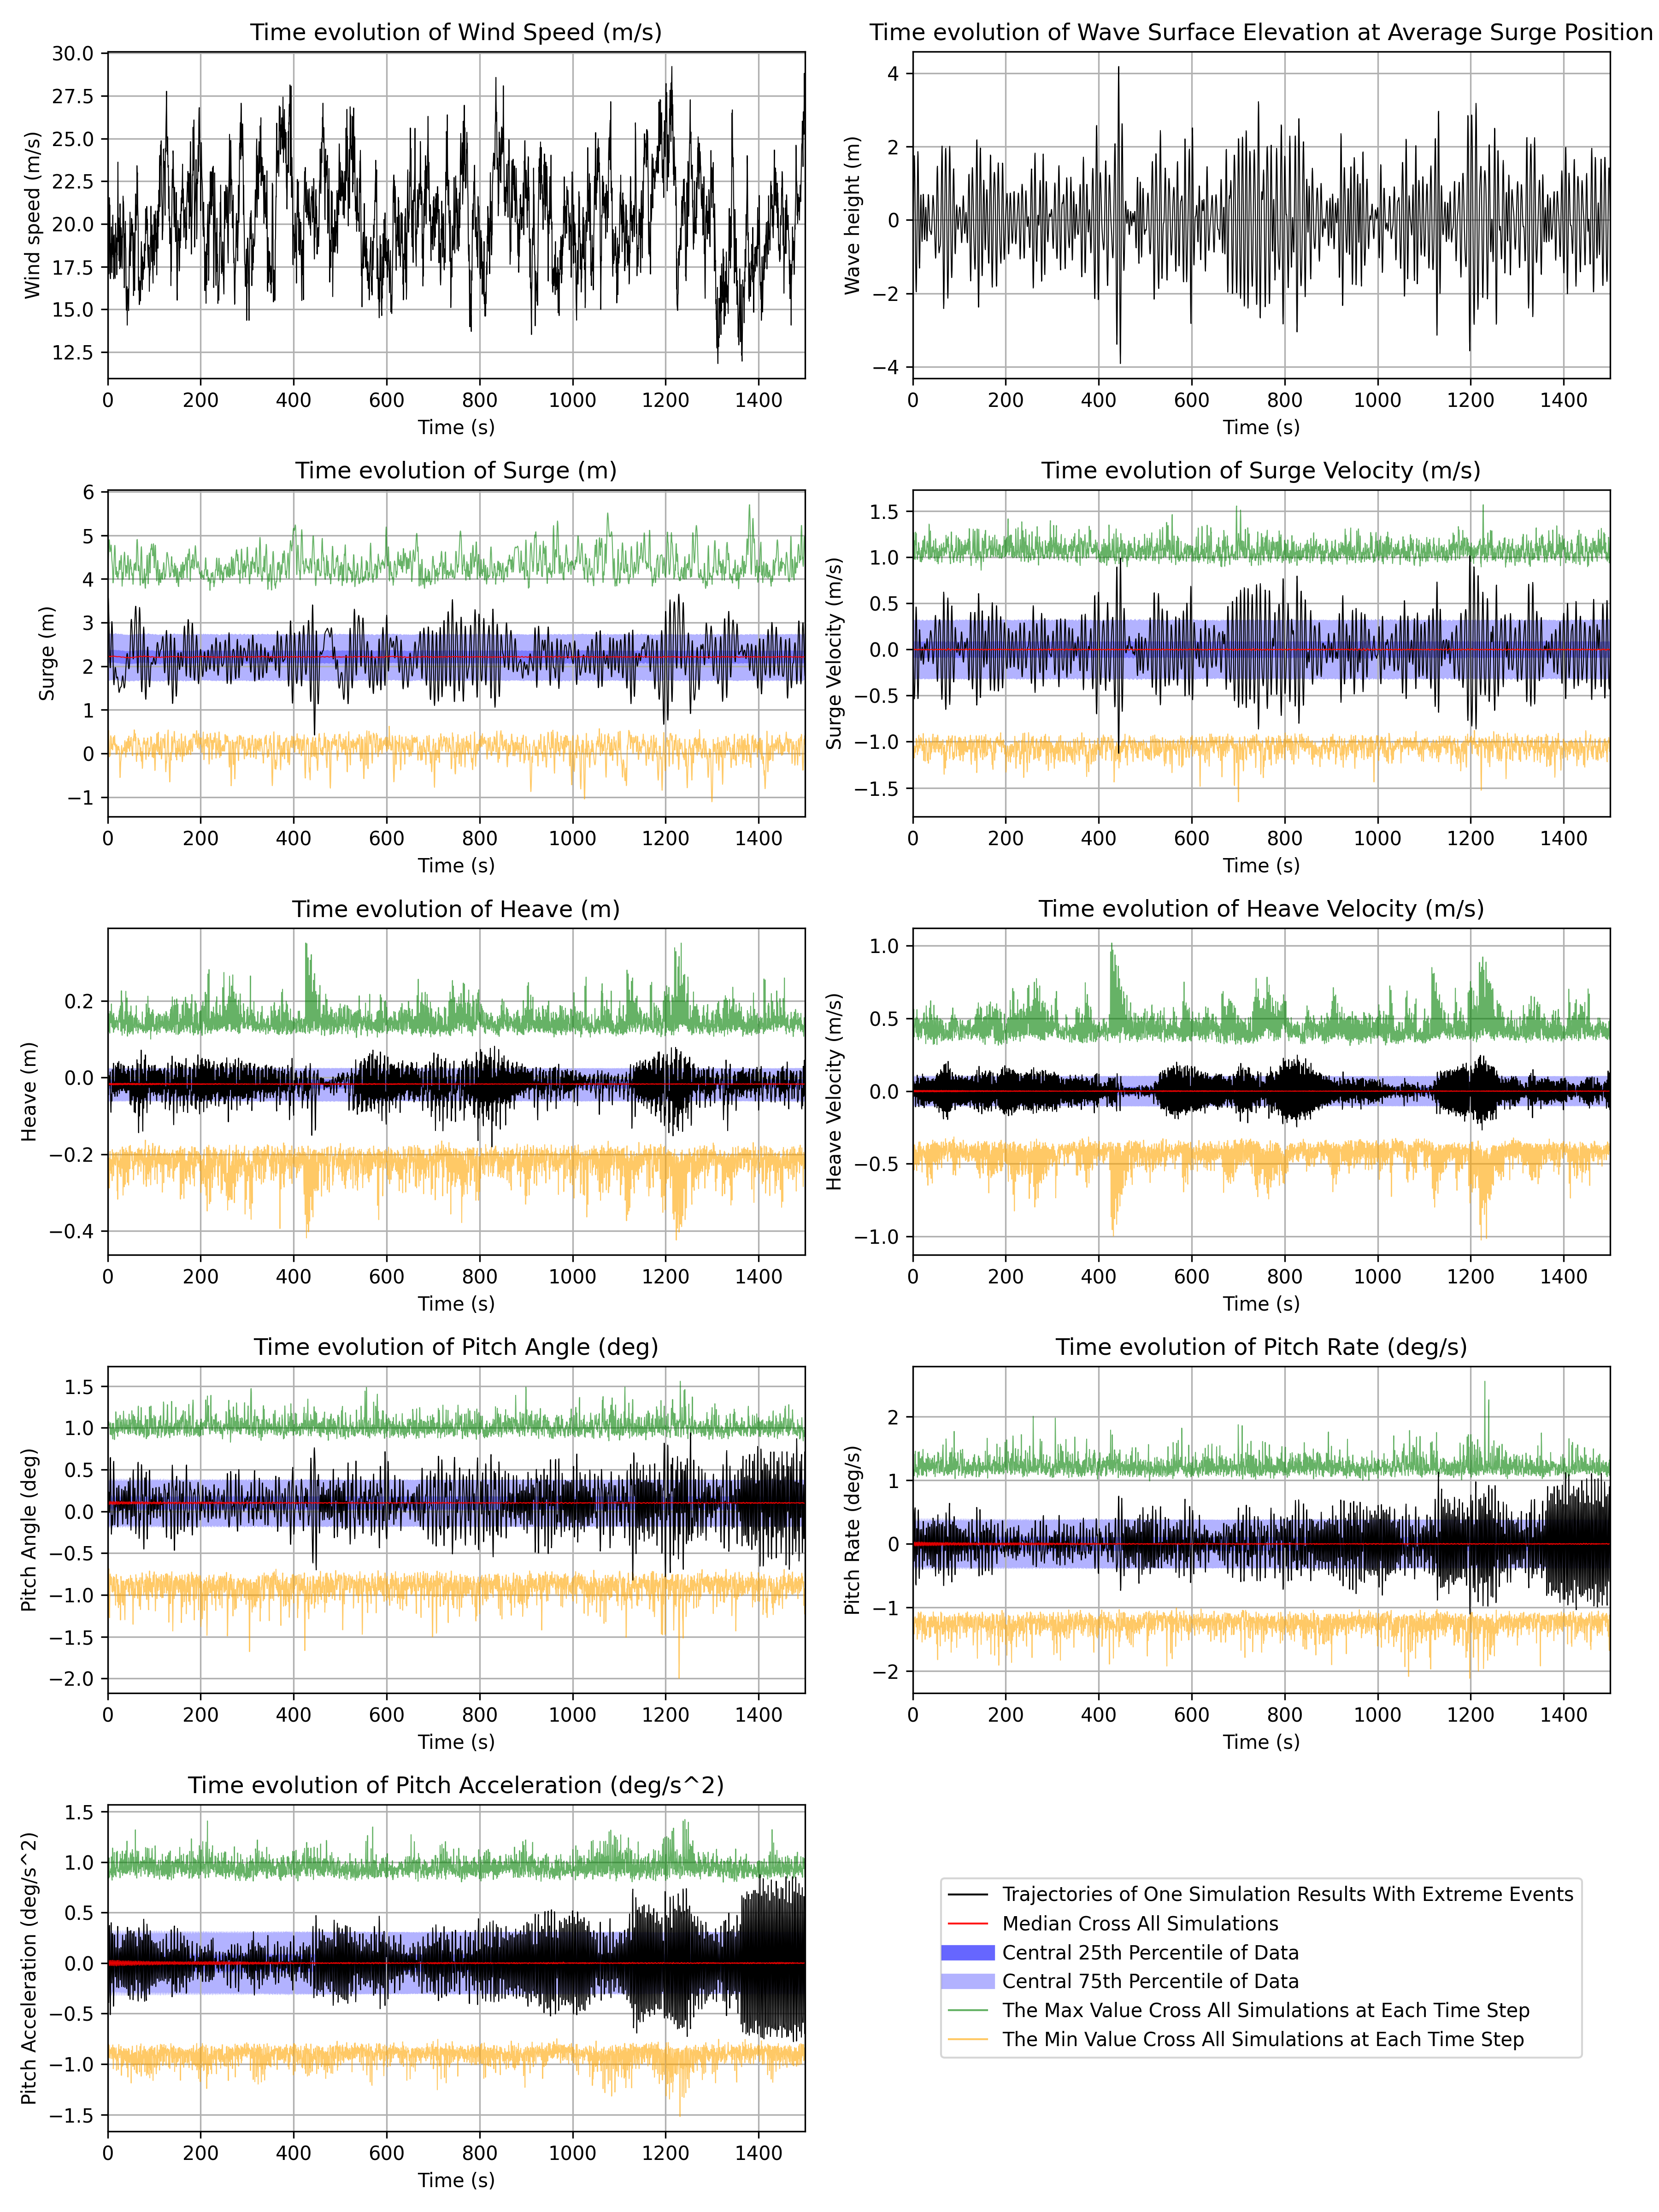 Time evolution of Wind Speed (m/s)
30.0
27.5
25.0
22.5
20.0
17.5
15.0
12.5
Wind speed (m/s)
0 200 400 600 800 1000 1200 1400
Time (s)
Time evolution of Wave Surface Elevation at Average Surge Position
4
2
0
−2
−4
Wave height (m)
0 200 400 600 800 1000 1200 1400
Time (s)
Time evolution of Surge (m)
6
5
4
3
2
1
0
−1
Surge (m)
0 200 400 600 800 1000 1200 1400
Time (s)
Time evolution of Surge Velocity (m/s)
1.5
1.0
0.5
0.0
−0.5
−1.0
−1.5
Surge Velocity (m/s)
0 200 400 600 800 1000 1200 1400
Time (s)
Time evolution of Heave (m)
0.2
0.0
−0.2
−0.4
Heave (m)
0 200 400 600 800 1000 1200 1400
Time (s)
Time evolution of Heave Velocity (m/s)
1.0
0.5
0.0
−0.5
−1.0
Heave Velocity (m/s)
0 200 400 600 800 1000 1200 1400
Time (s)
Time evolution of Pitch Angle (deg)
1.5
1.0
0.5
0.0
−0.5
−1.0
−1.5
−2.0
Pitch Angle (deg)
0 200 400 600 800 1000 1200 1400
Time (s)
Time evolution of Pitch Rate (deg/s)
2
1
0
−1
−2
Pitch Rate (deg/s)
0 200 400 600 800 1000 1200 1400
Time (s)
Time evolution of Pitch Acceleration (deg/s^2)
1.5
1.0
0.5
0.0
−0.5
−1.0
−1.5
Pitch Acceleration (deg/s^2)
0 200 400 600 800 1000 1200 1400
Time (s)
Trajectories of One Simulation Results With Extreme Events
Median Cross All Simulations
Central 25th Percentile of Data
Central 75th Percentile of Data
The Max Value Cross All Simulations at Each Time Step
The Min Value Cross All Simulations at Each Time Step